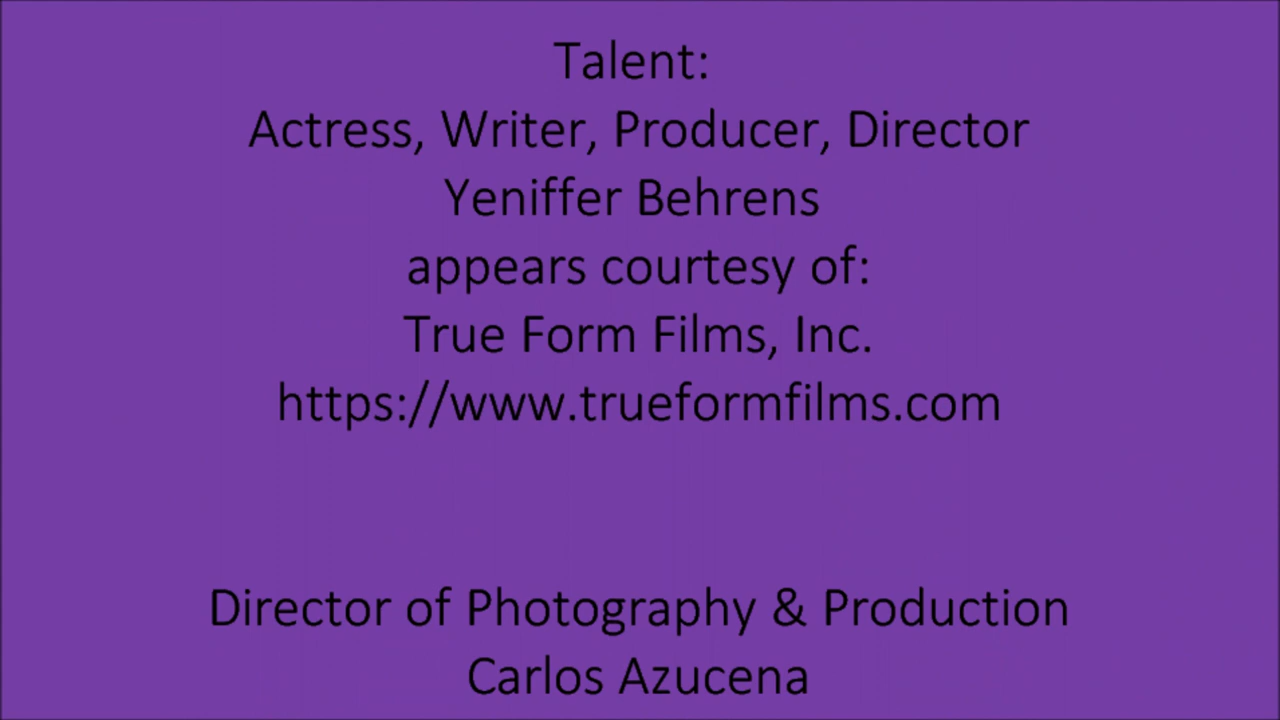 Talent:
Actress, Writer, Producer, Director
Yeniffer Behrens
appears courtesy of:
True Form Films, Inc.
https://www.trueformfilms.com
Director of Photography & Production
Carlos Azucena